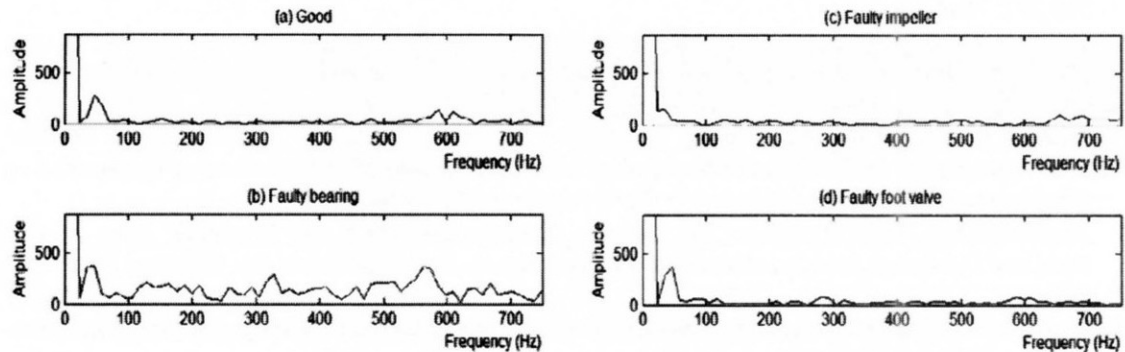 (a) Good
Amplitude
500
0
0 100 200 300 400 500 600 700
Frequency (Hz)
(b) Faulty bearing
Amplitude
500
0
0 100 200 300 400 500 600 700
Frequency (Hz)
(c) Faulty impeller
Amplitude
500
0
0 100 200 300 400 500 600 700
Frequency (Hz)
(d) Faulty foot valve
Amplitude
500
0
0 100 200 300 400 500 600 700
Frequency (Hz)